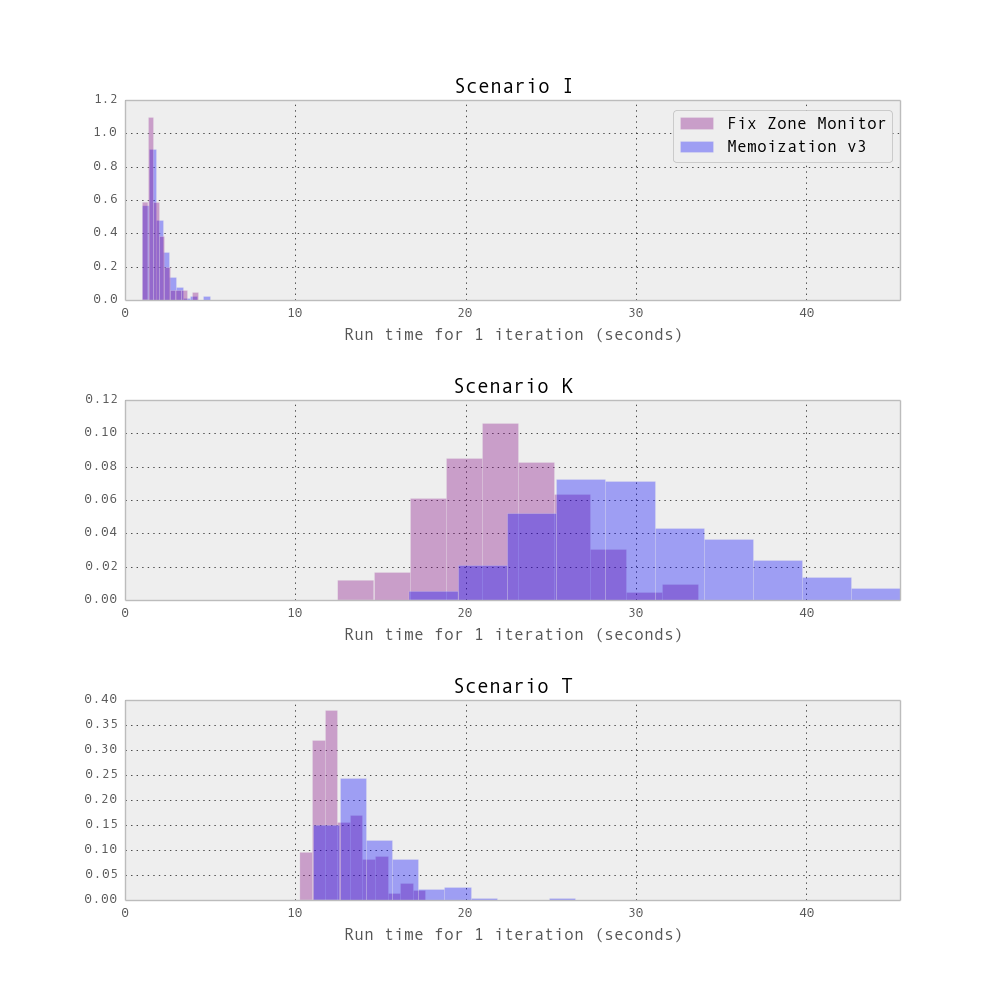 Scenario I
1.2
1.0
0.8
0.6
0.4
0.2
0.0
Fix Zone Monitor
Memoization v3
0 10 20 30 40
Run time for 1 iteration (seconds)
Scenario K
0.12
0.10
0.08
0.06
0.04
0.02
0.00
0 10 20 30 40
Run time for 1 iteration (seconds)
Scenario T
0.40
0.35
0.30
0.25
0.20
0.15
0.10
0.05
0.00
0 10 20 30 40
Run time for 1 iteration (seconds)